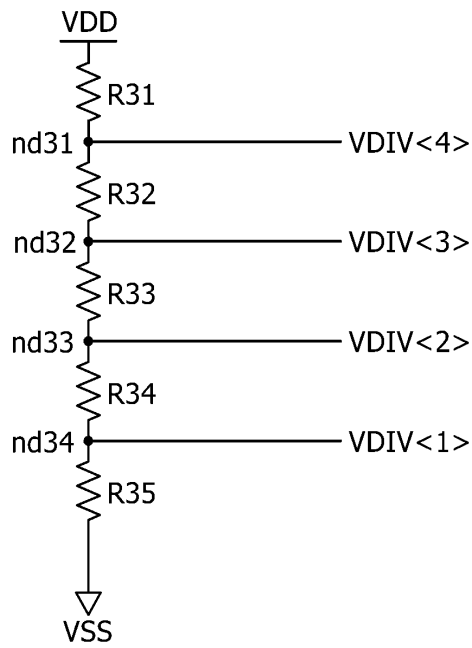 VDD
R31
nd31 VDIV<4>
R32
nd32 VDIV<3>
R33
nd33 VDIV<2>
R34
nd34 VDIV<1>
R35
VSS